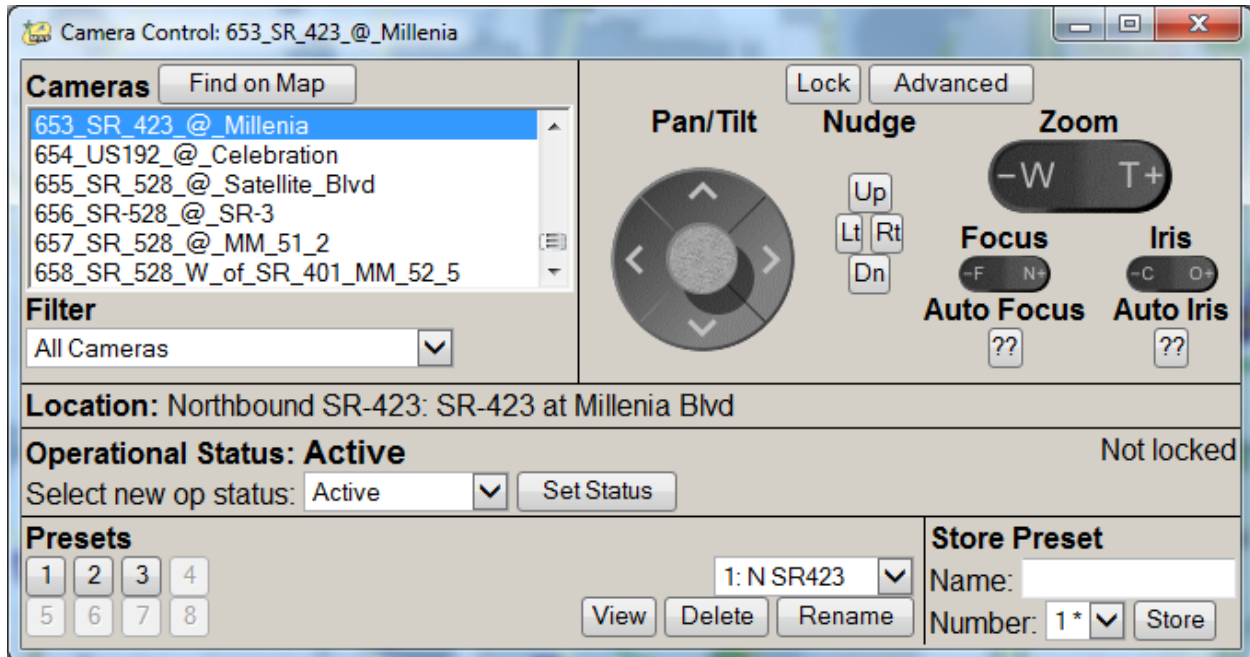 Camera Control: 653_SR_423_@_Millenia
Cameras Find on Map
653_SR_423_@_Millenia
654_US192_@_Celebration
655_SR_528_@_Satellite_Blvd
656_SR-528_@_SR-3
657_SR_528_@_MM_51_2
658_SR_528_W_of_SR_401_MM_52_5
Filter
All Cameras
Lock Advanced
Pan/Tilt Nudge Zoom
-W T+
Up
Lt Rt
Dn
Focus Iris
-F N+ -C O+
Auto Focus Auto Iris
?? ??
Location: Northbound SR-423: SR-423 at Millenia Blvd
Operational Status: Active Not locked
Select new op status: Active Set Status
Presets
1 2 3 4
5 6 7 8
1: N SR423
View Delete Rename
Store Preset
Name:
Number: 1 * Store